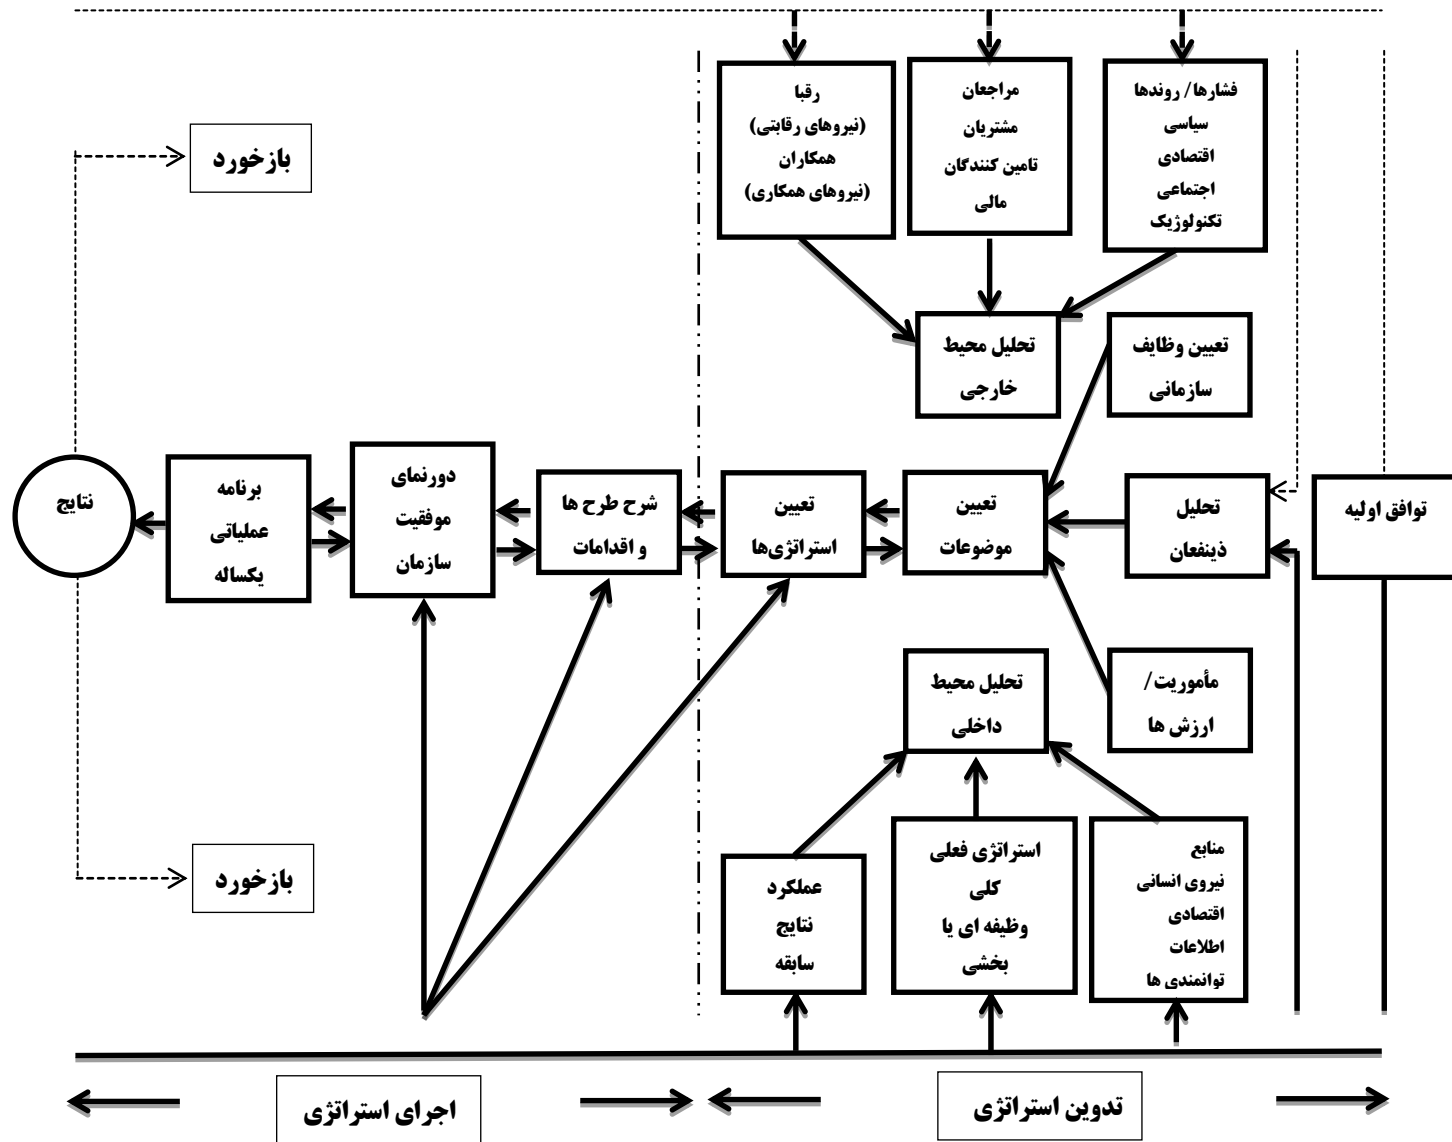 فشارها/ روندها
سیاسی
اقتصادی
اجتماعی
تکنولوژیک
مراجعان
مشتریان
تامین کنندگان
مالی
رقبا
(نیروهای رقابتی)
همکاران
(نیروهای همکاری)
بازخورد
تعیین وظایف
سازمانی
تحلیل محیط
خارجی
توافق اولیه
تحلیل
ذینفعان
تعیین
موضوعات
تعیین
استراتژی‌ها
شرح طرح ها
و اقدامات
دورنمای
موفقیت
سازمان
برنامه
عملیاتی
یکساله
نتایج
مأموریت/
ارزش ها
تحلیل محیط
داخلی
منابع
نیروی انسانی
اقتصادی
اطلاعات
توانمندی ها
استراتژی فعلی
کلی
وظیفه ای یا
بخشی
عملکرد
نتایج
سابقه
بازخورد
تدوین استراتژی
اجرای استراتژی